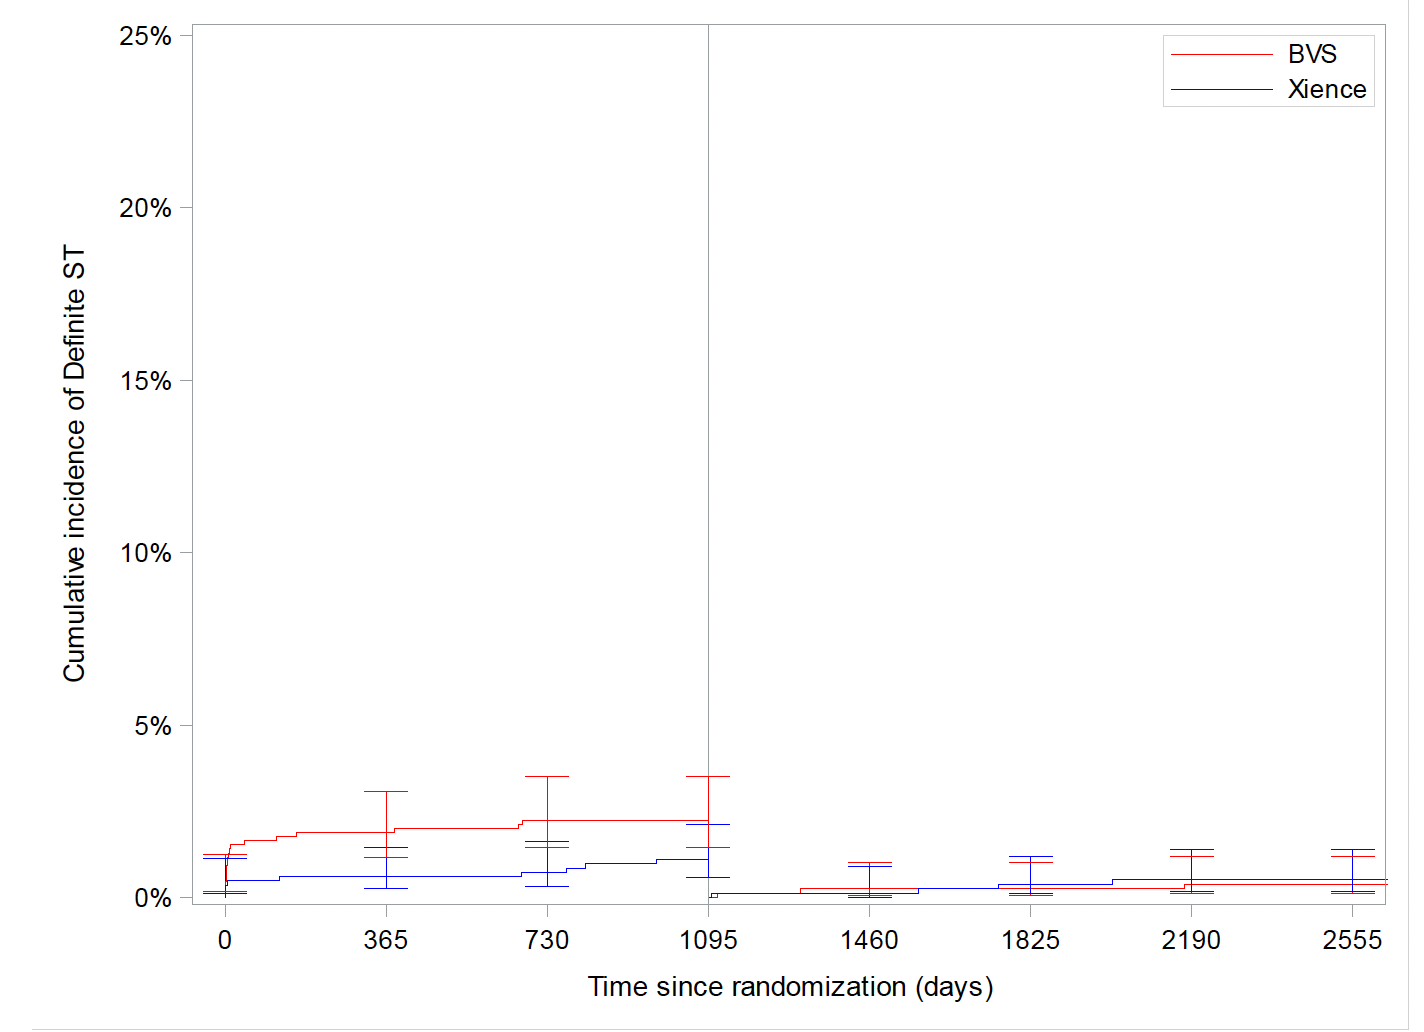 25%
20%
15%
10%
5%
0%
Cumulative incidence of Definite ST
BVS
Xience
0 365 730 1095 1460 1825 2190 2555
Time since randomization (days)